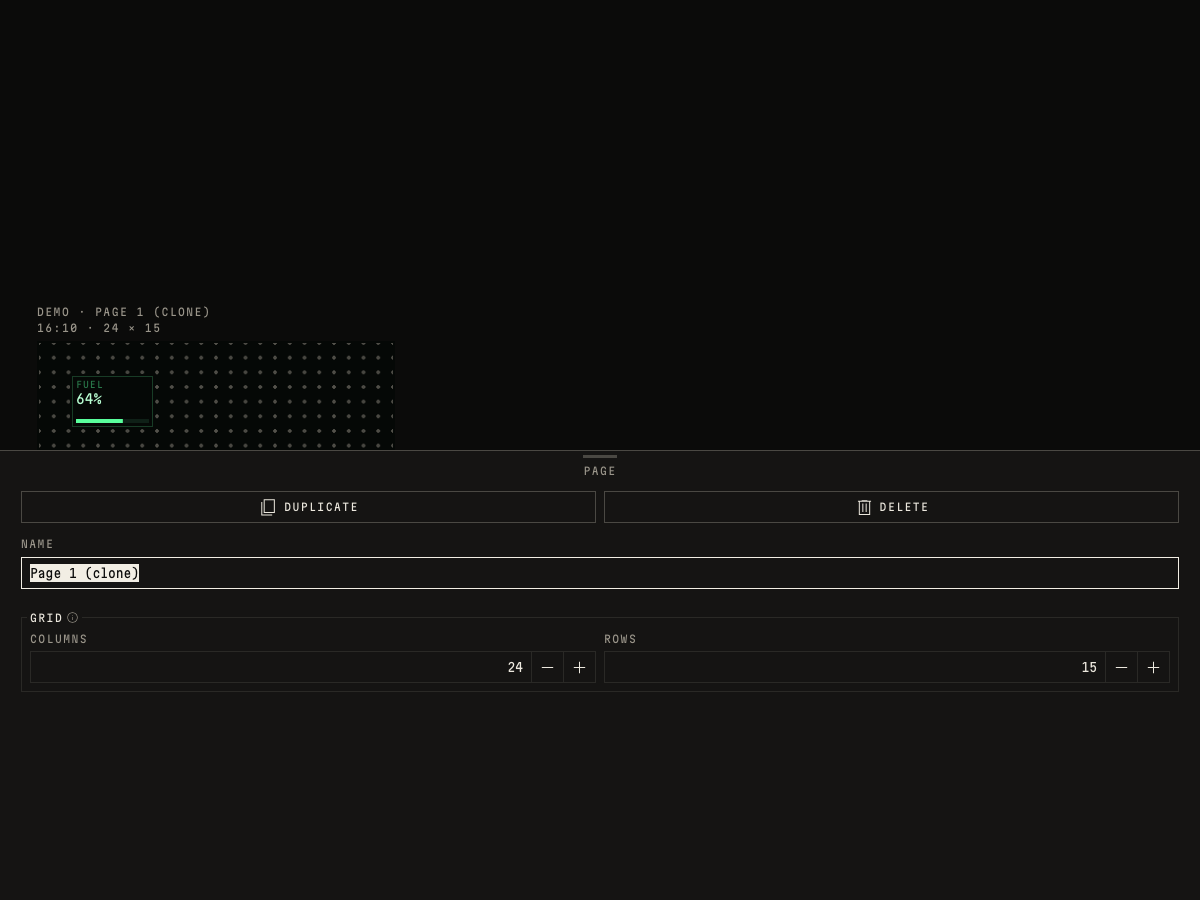 DEMO · PAGE 1 (CLONE)
16:10 · 24 × 15
FUEL
64%
PAGE
DUPLICATE
DELETE
NAME
Page 1 (clone)
GRID
COLUMNS
ROWS
24
15